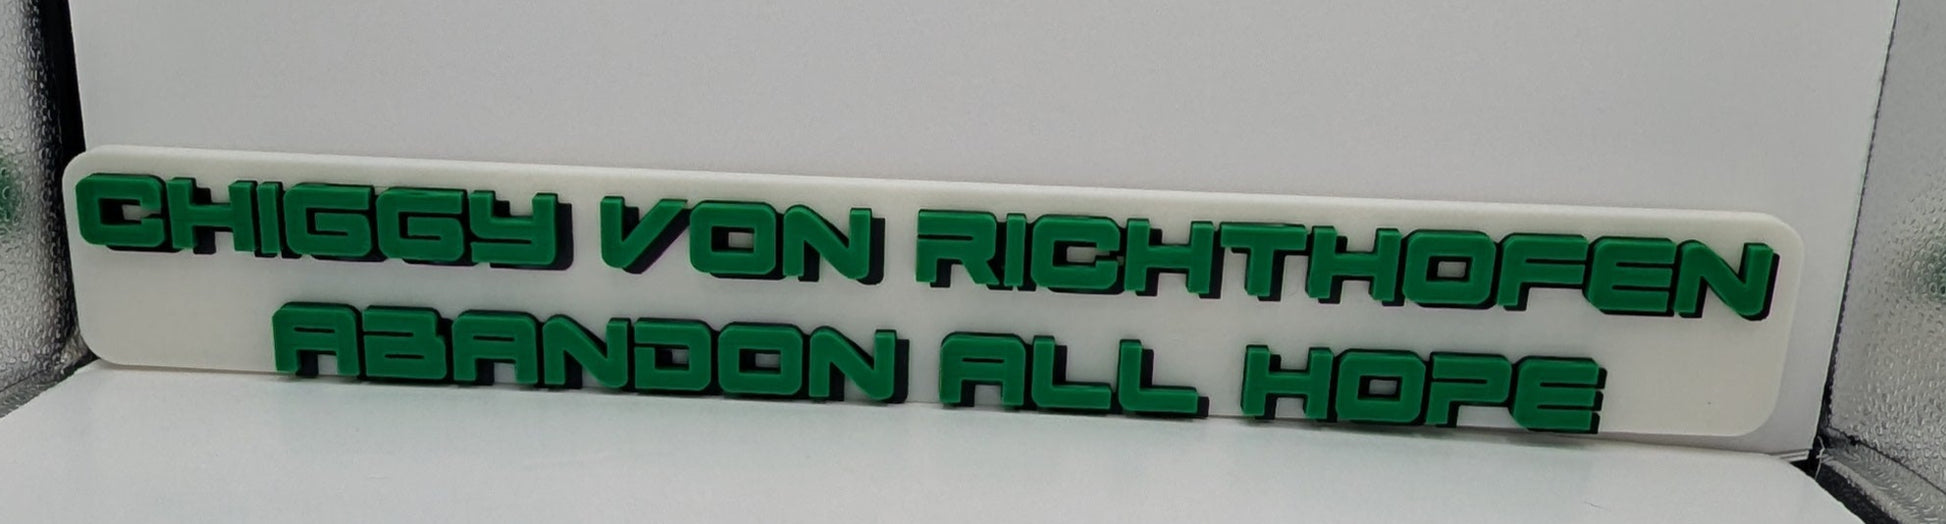 CHIGGY VON RICHTHOFEN
ABANDON ALL HOPE